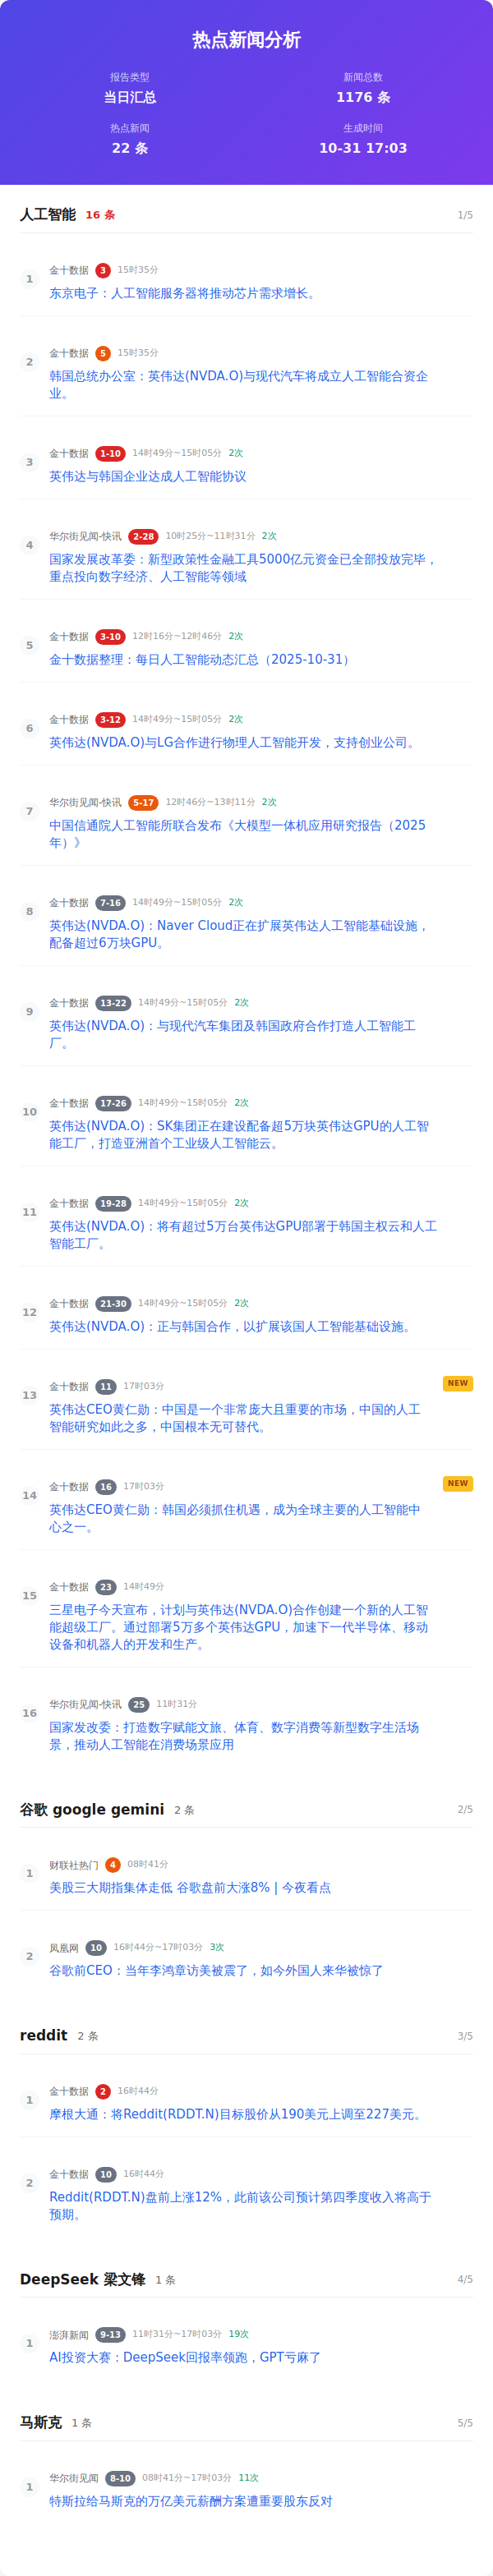 热点新闻分析
报告类型 新闻总数
当日汇总 1176 条
热点新闻 生成时间
22 条 10-31 17:03
人工智能 16 条 1/5
1
金十数据 3 15时35分
东京电子：人工智能服务器将推动芯片需求增长。
2
金十数据 5 15时35分
韩国总统办公室：英伟达(NVDA.O)与现代汽车将成立人工智能合资企
业。
3
金十数据 1-10 14时49分~15时05分 2次
英伟达与韩国企业达成人工智能协议
4
华尔街见闻-快讯 2-28 10时25分~11时31分 2次
国家发展改革委：新型政策性金融工具5000亿元资金已全部投放完毕，
重点投向数字经济、人工智能等领域
5
金十数据 3-10 12时16分~12时46分 2次
金十数据整理：每日人工智能动态汇总（2025-10-31）
6
金十数据 3-12 14时49分~15时05分 2次
英伟达(NVDA.O)与LG合作进行物理人工智能开发，支持创业公司。
7
华尔街见闻-快讯 5-17 12时46分~13时11分 2次
中国信通院人工智能所联合发布《大模型一体机应用研究报告（2025
年）》
8
金十数据 7-16 14时49分~15时05分 2次
英伟达(NVDA.O)：Naver Cloud正在扩展英伟达人工智能基础设施，
配备超过6万块GPU。
9
金十数据 13-22 14时49分~15时05分 2次
英伟达(NVDA.O)：与现代汽车集团及韩国政府合作打造人工智能工
厂。
10
金十数据 17-26 14时49分~15时05分 2次
英伟达(NVDA.O)：SK集团正在建设配备超5万块英伟达GPU的人工智
能工厂，打造亚洲首个工业级人工智能云。
11
金十数据 19-28 14时49分~15时05分 2次
英伟达(NVDA.O)：将有超过5万台英伟达GPU部署于韩国主权云和人工
智能工厂。
12
金十数据 21-30 14时49分~15时05分 2次
英伟达(NVDA.O)：正与韩国合作，以扩展该国人工智能基础设施。
13
金十数据 11 17时03分 NEW
英伟达CEO黄仁勋：中国是一个非常庞大且重要的市场，中国的人工
智能研究如此之多，中国根本无可替代。
14
金十数据 16 17时03分 NEW
英伟达CEO黄仁勋：韩国必须抓住机遇，成为全球主要的人工智能中
心之一。
15
金十数据 23 14时49分
三星电子今天宣布，计划与英伟达(NVDA.O)合作创建一个新的人工智
能超级工厂。通过部署5万多个英伟达GPU，加速下一代半导体、移动
设备和机器人的开发和生产。
16
华尔街见闻-快讯 25 11时31分
国家发改委：打造数字赋能文旅、体育、数字消费等新型数字生活场
景，推动人工智能在消费场景应用
谷歌 google gemini 2 条 2/5
1
财联社热门 4 08时41分
美股三大期指集体走低 谷歌盘前大涨8% | 今夜看点
2
凤凰网 10 16时44分~17时03分 3次
谷歌前CEO：当年李鸿章访美被震了，如今外国人来华被惊了
reddit 2 条 3/5
1
金十数据 2 16时44分
摩根大通：将Reddit(RDDT.N)目标股价从190美元上调至227美元。
2
金十数据 10 16时44分
Reddit(RDDT.N)盘前上涨12%，此前该公司预计第四季度收入将高于
预期。
DeepSeek 梁文锋 1 条 4/5
1
澎湃新闻 9-13 11时31分~17时03分 19次
AI投资大赛：DeepSeek回报率领跑，GPT亏麻了
马斯克 1 条 5/5
1
华尔街见闻 8-10 08时41分~17时03分 11次
特斯拉给马斯克的万亿美元薪酬方案遭重要股东反对